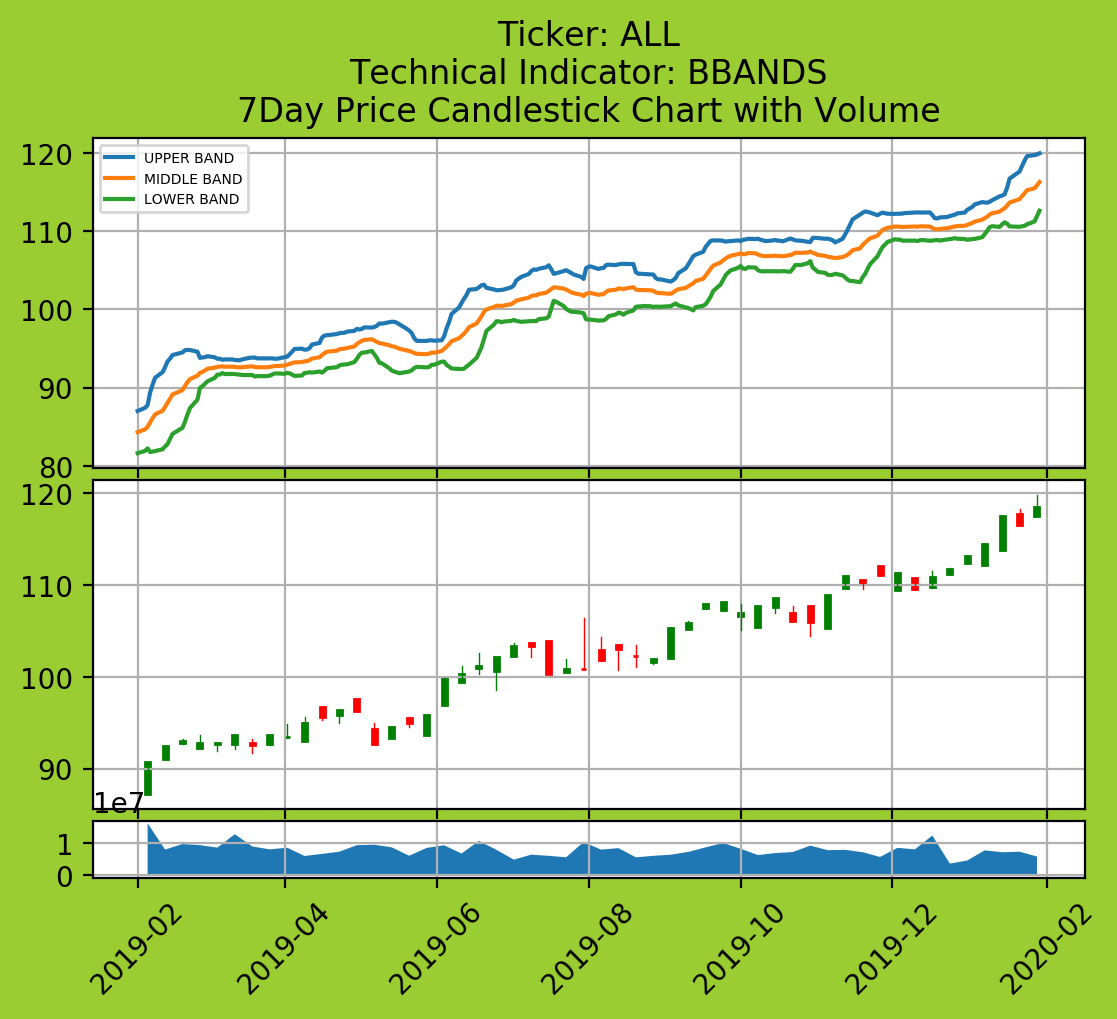 Ticker: ALL
Technical Indicator: BBANDS
7Day Price Candlestick Chart with Volume
120
110
100
90
80
UPPER BAND
MIDDLE BAND
LOWER BAND
120
110
100
90
1e7
1
0
2019-02
2019-04
2019-06
2019-08
2019-10
2019-12
2020-02